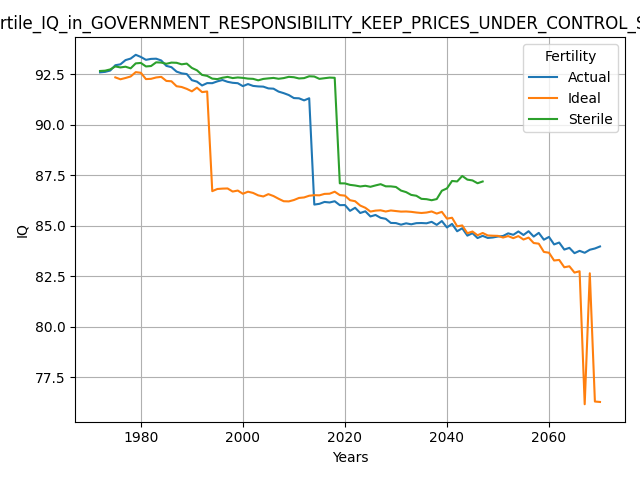 rtile_IQ_in_GOVERNMENT_RESPONSIBILITY_KEEP_PRICES_UNDER_CONTROL_S
Fertility
Actual
Ideal
Sterile
IQ
92.5
90.0
87.5
85.0
82.5
80.0
77.5
1980
2000
2020
2040
2060
Years